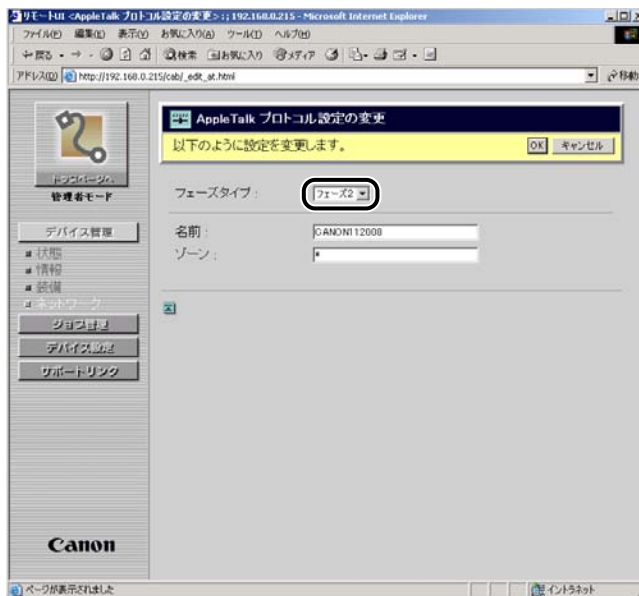 リモートUI <AppleTalk プロトコル設定の変更>:;;192.168.0.215 - Microsoft Internet Explorer
ファイル(F) 編集(E) 表示(V) お気に入り(A) ツール(T) ヘルプ(H)
戻る 検索 お気に入り メディア
アドレス(D) http://192.168.0.215/cab/_edt_at.html 移動
AppleTalk プロトコル設定の変更
以下のように設定を変更します。 OK キャンセル
トップページへ
管理者モード
フェーズタイプ : フェーズ2
デバイス管理
名前 : CANON112008
状態
ゾーン : *
情報
装備
ネットワーク
ジョブ管理
デバイス設定
サポートリンク
Canon
ページが表示されました イントラネット